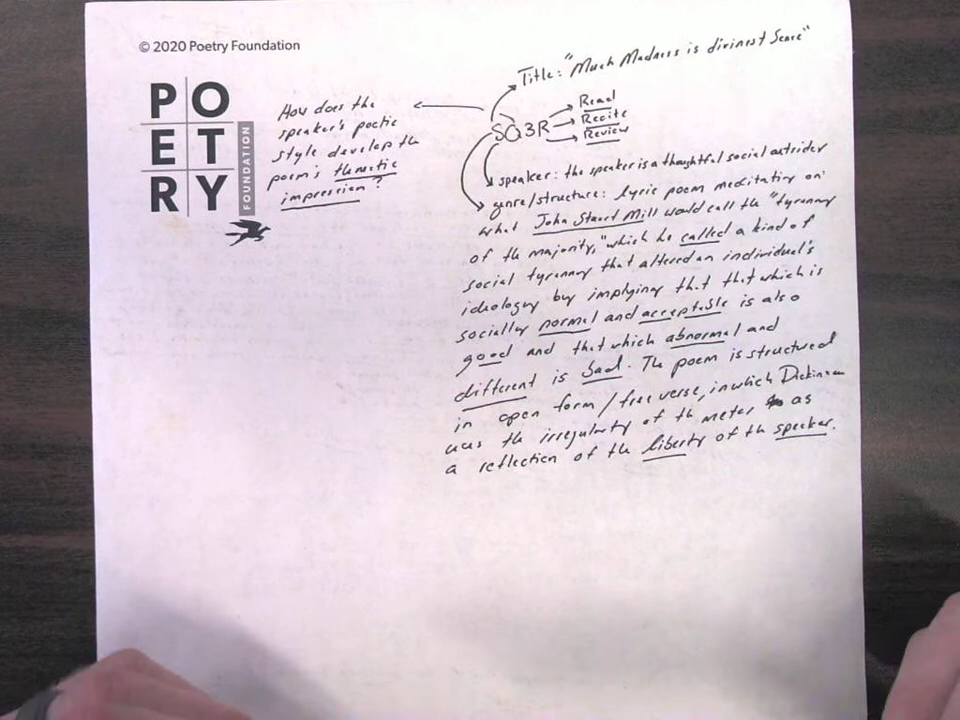 © 2020 Poetry Foundation
PO
ET
RY
FOUNDATION
How does the
speaker's poetic
style develop the
poem's thematic
impression?
Title: "Much Madness is divinest Sense"
SQ3R
Read
Recite
Review
speaker: the speaker is a thoughtful social outsider
genre/structure: lyric poem meditating on
what John Stuart Mill would call the "tyranny
of the majority," which he called a kind of
social tyranny that altered an individual's
ideology by implying that that which is
socially normal and acceptable is also
good and that which abnormal and
different is bad. The poem is structured
in open form/free verse, in which Dickinson
uses the irregularity of the meter as
a reflection of the liberty of the speaker.